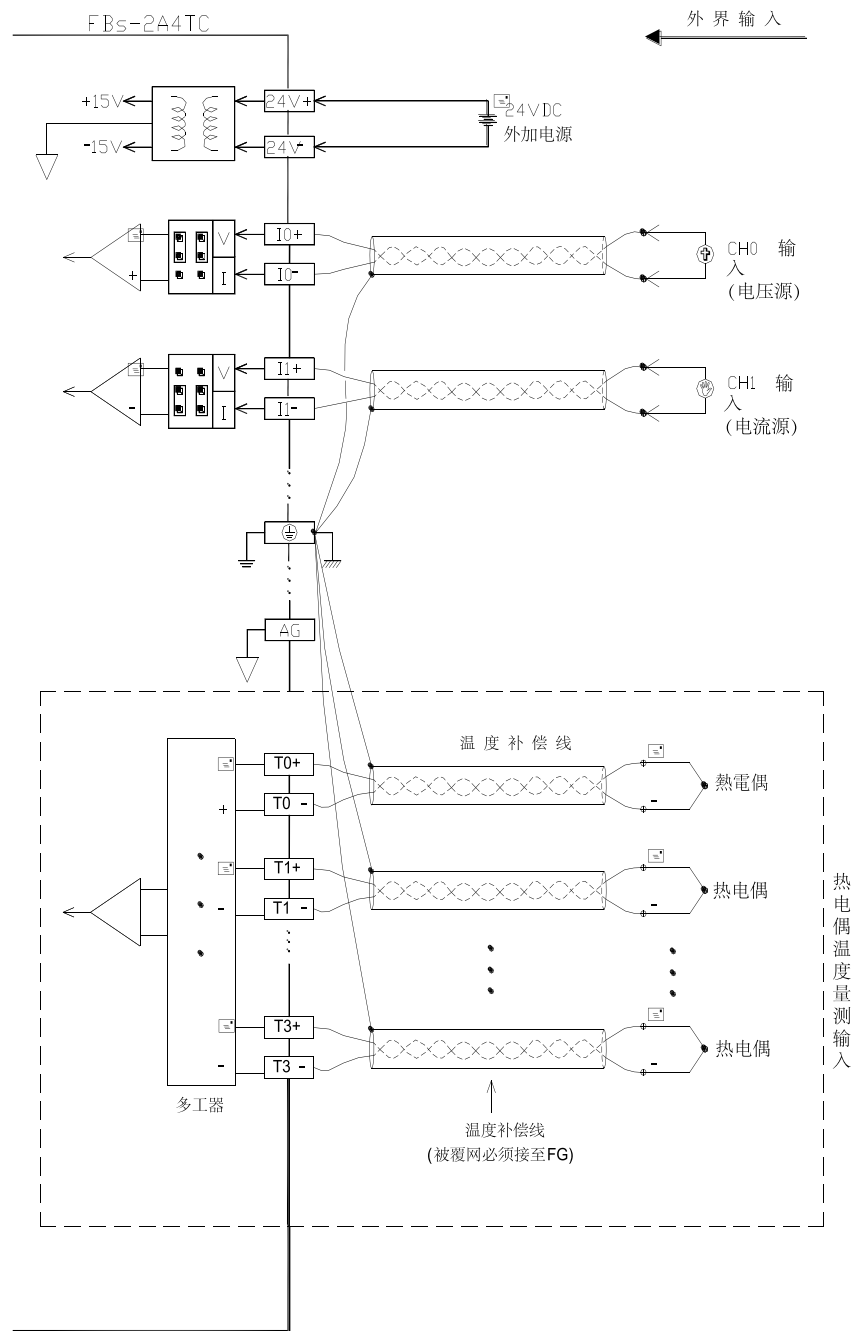 FBs-2A4TC
外界输入
+15V
24V+
24VDC
外加电源
-15V
24V-
V
I0+
+
I
I0-
CH0 输
入
(电压源)
V
I1+
-
I
I1-
CH1 输
入
(电流源)
AG
温度补偿线
T0+
熱電偶
+
T0 -
-
T1+
热电偶
-
T1 -
-
热电偶温度量测输入
T3+
热电偶
-
T3 -
-
多工器
温度补偿线
(被覆网必须接至FG)